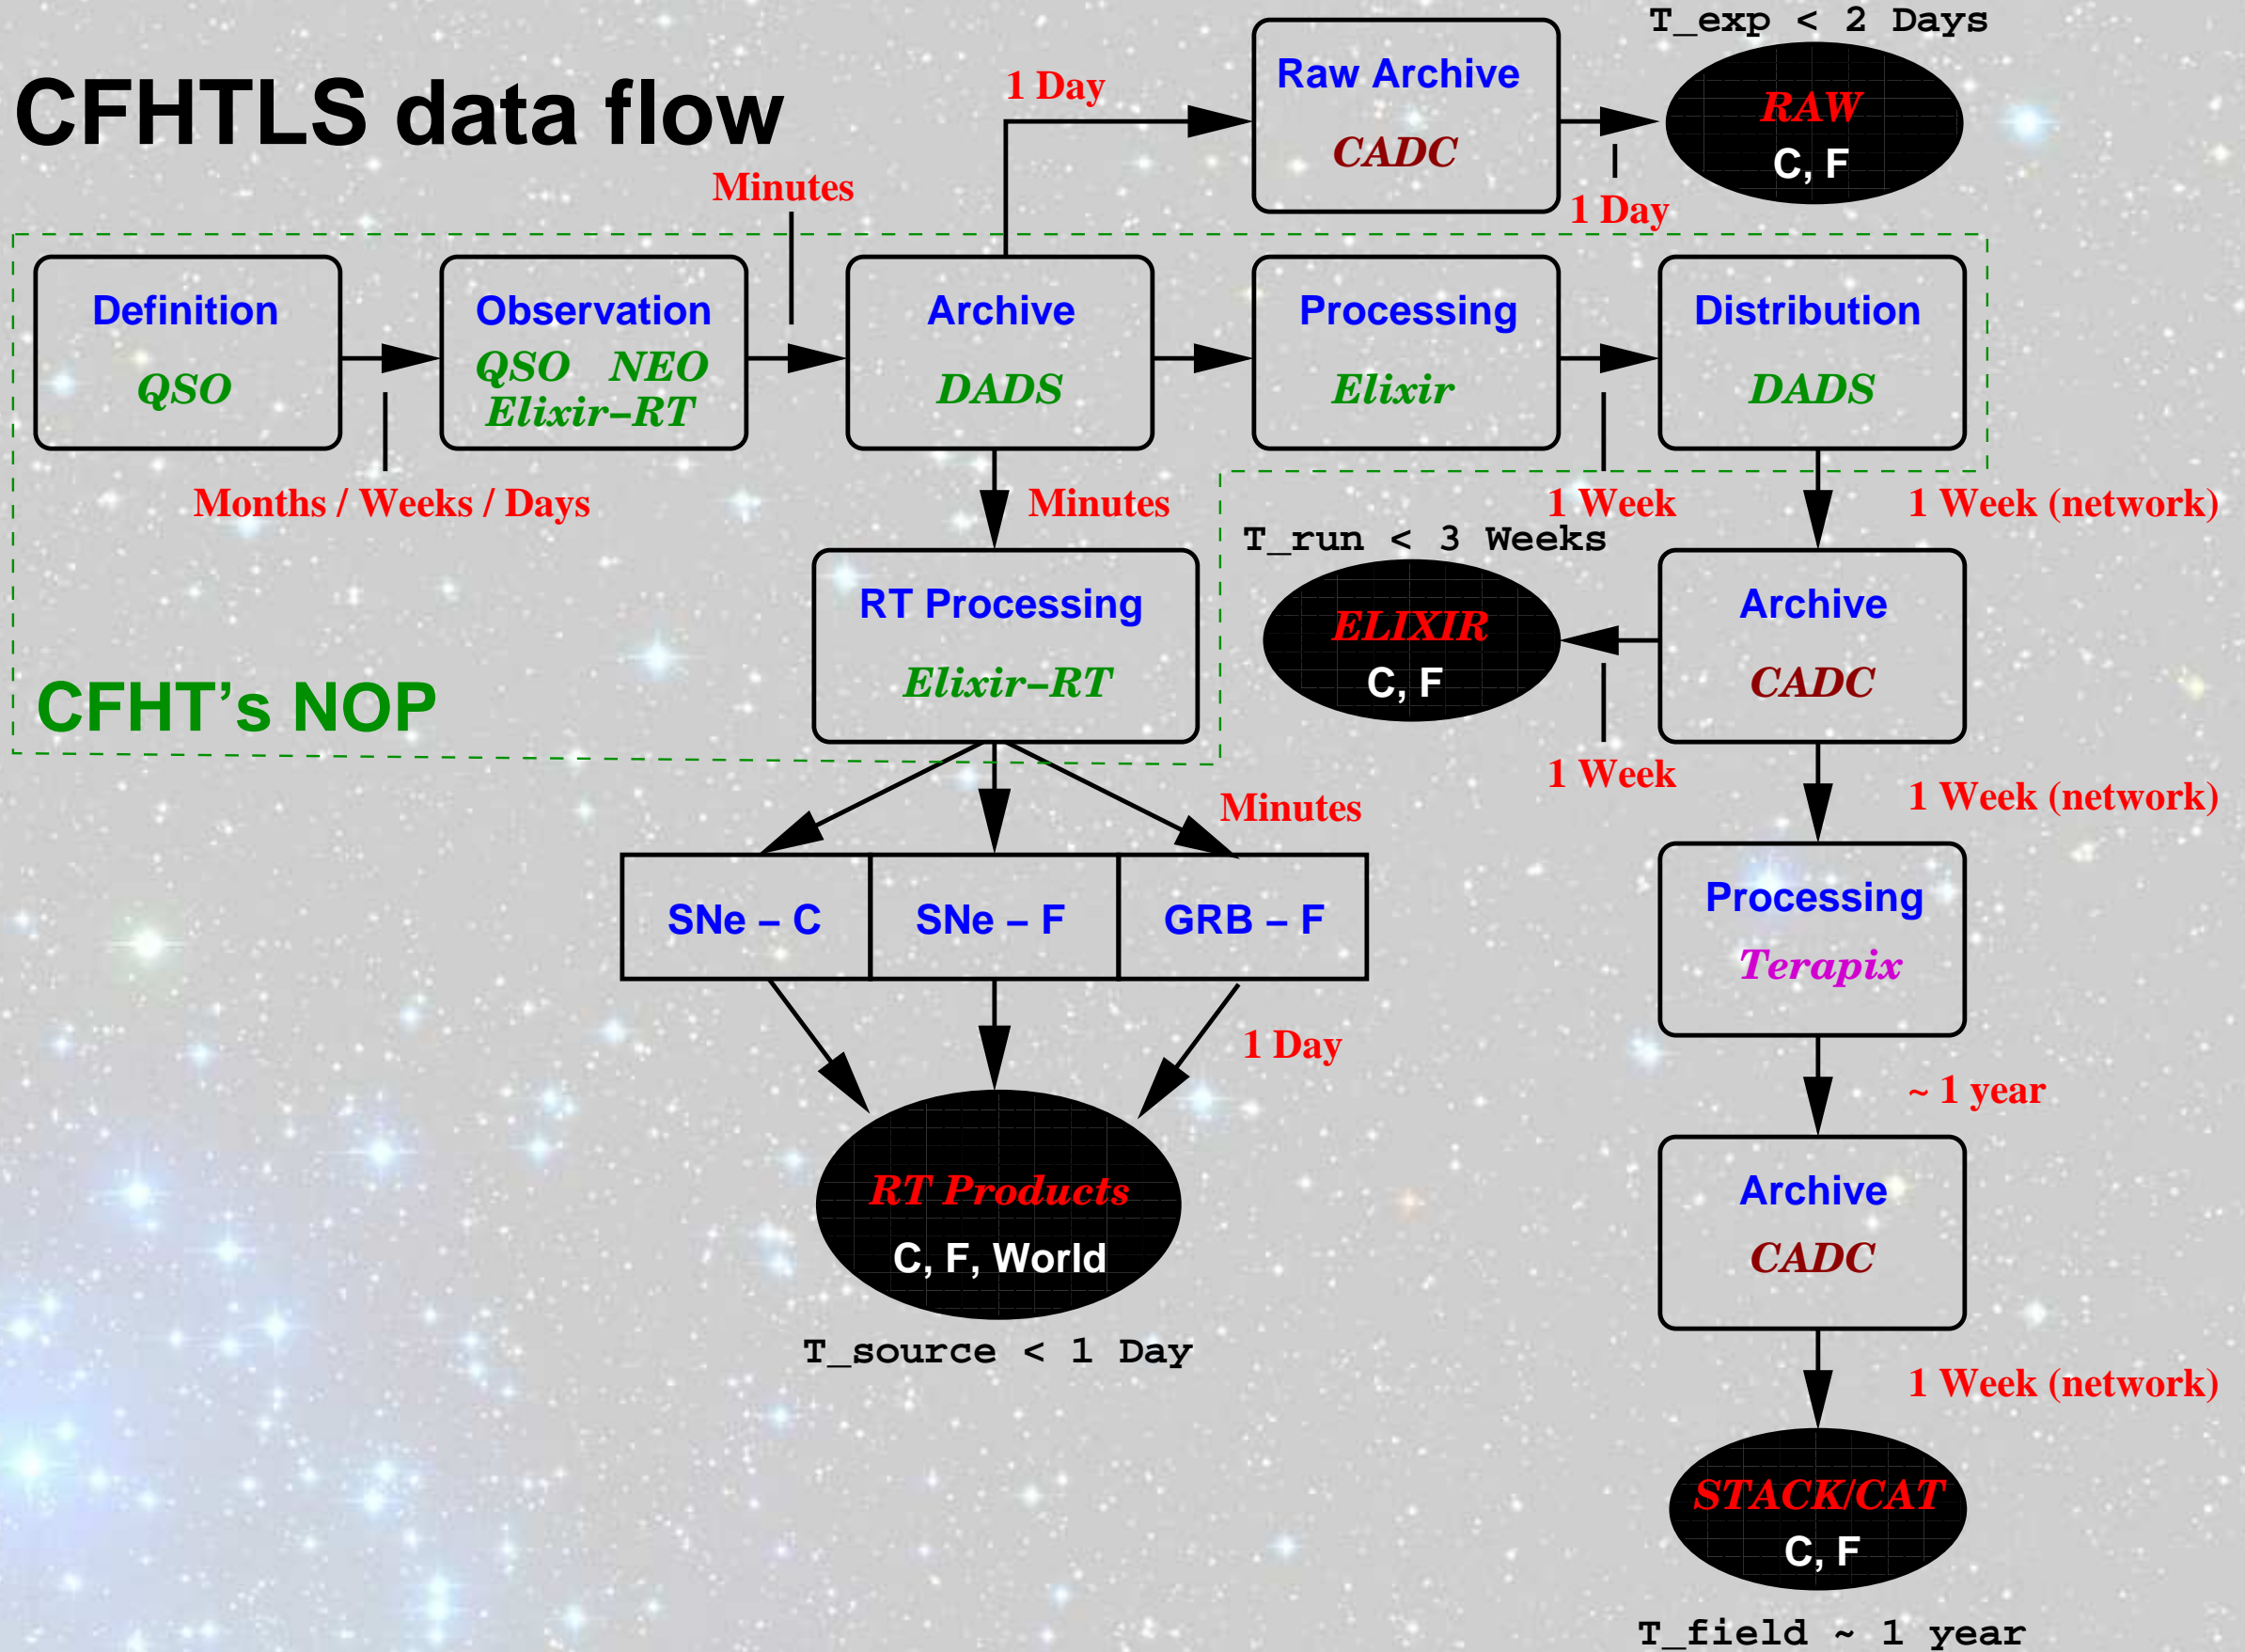 T_exp < 2 Days
CFHTLS data flow
1 Day
Raw Archive
CADC
RAW
C, F
1 Day
Minutes
Definition
QSO
Observation
QSO NEO
Elixir–RT
Archive
DADS
Processing
Elixir
Distribution
DADS
Months / Weeks / Days
Minutes
1 Week
1 Week (network)
T_run < 3 Weeks
RT Processing
Elixir–RT
ELIXIR
C, F
Archive
CADC
CFHT’s NOP
1 Week
1 Week (network)
Minutes
SNe – C
SNe – F
GRB – F
Processing
Terapix
1 Day
~ 1 year
RT Products
C, F, World
Archive
CADC
T_source < 1 Day
1 Week (network)
STACK/CAT
C, F
T_field ~ 1 year